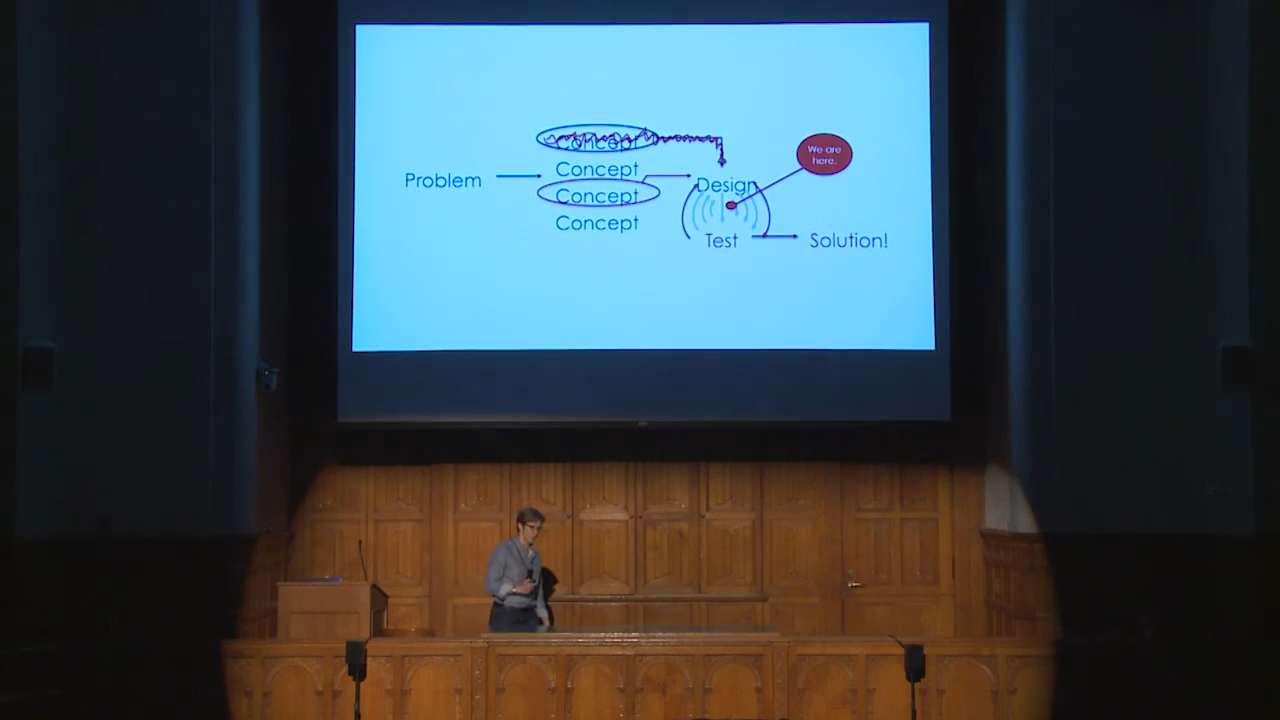 Concept
Concept
Problem
Concept
Concept
Design
Test
Solution!
We are
here.